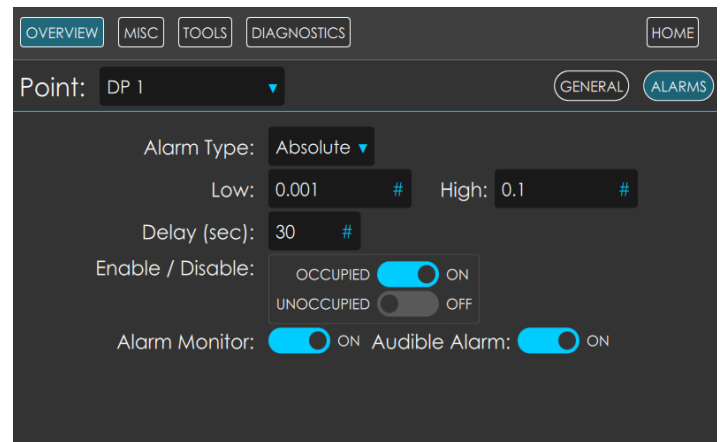 OVERVIEW MISC TOOLS DIAGNOSTICS HOME
Point: DP 1 ▼ GENERAL ALARMS
Alarm Type: Absolute ▼
Low: 0.001 # High: 0.1 #
Delay (sec): 30 #
Enable / Disable: OCCUPIED ON
UNOCCUPIED OFF
Alarm Monitor: ON Audible Alarm: ON